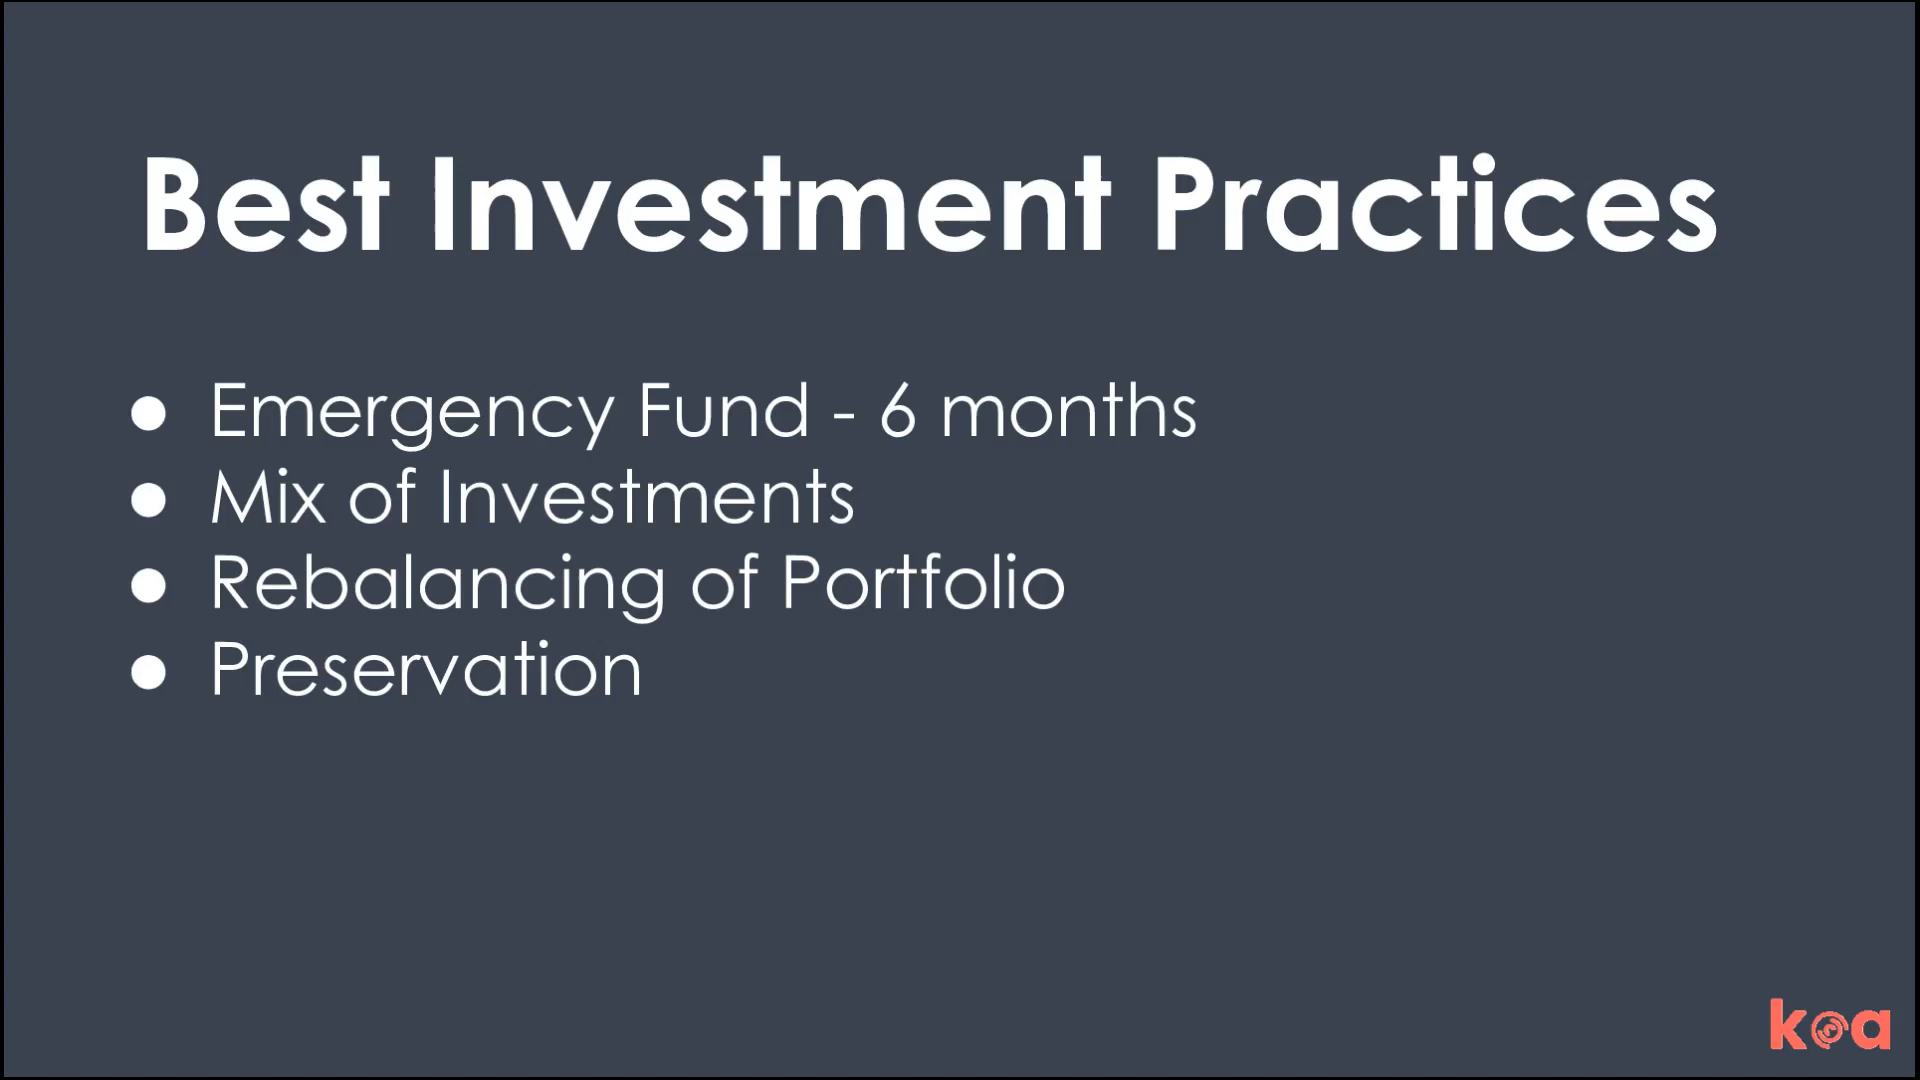 Best Investment Practices
● Emergency Fund - 6 months
● Mix of Investments
● Rebalancing of Portfolio
● Preservation
koa